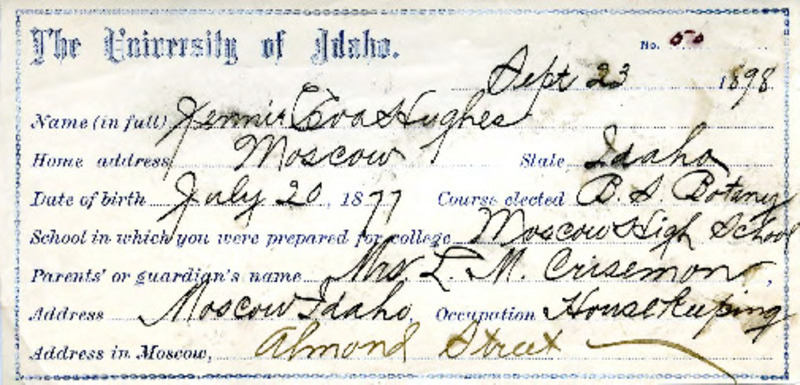 The University of Idaho.
No. 50
Sept 23 1898
Name (in full) Jennie Eva Hughes
Home address Moscow State Idaho
Date of birth July 20, 1877 Course elected B. S. Botany
School in which you were prepared for college Moscow High School
Parents' or guardian's name Mrs. L. M. Crisemon,
Address Moscow Idaho, Occupation Housekeeping
Address in Moscow, Almond Street